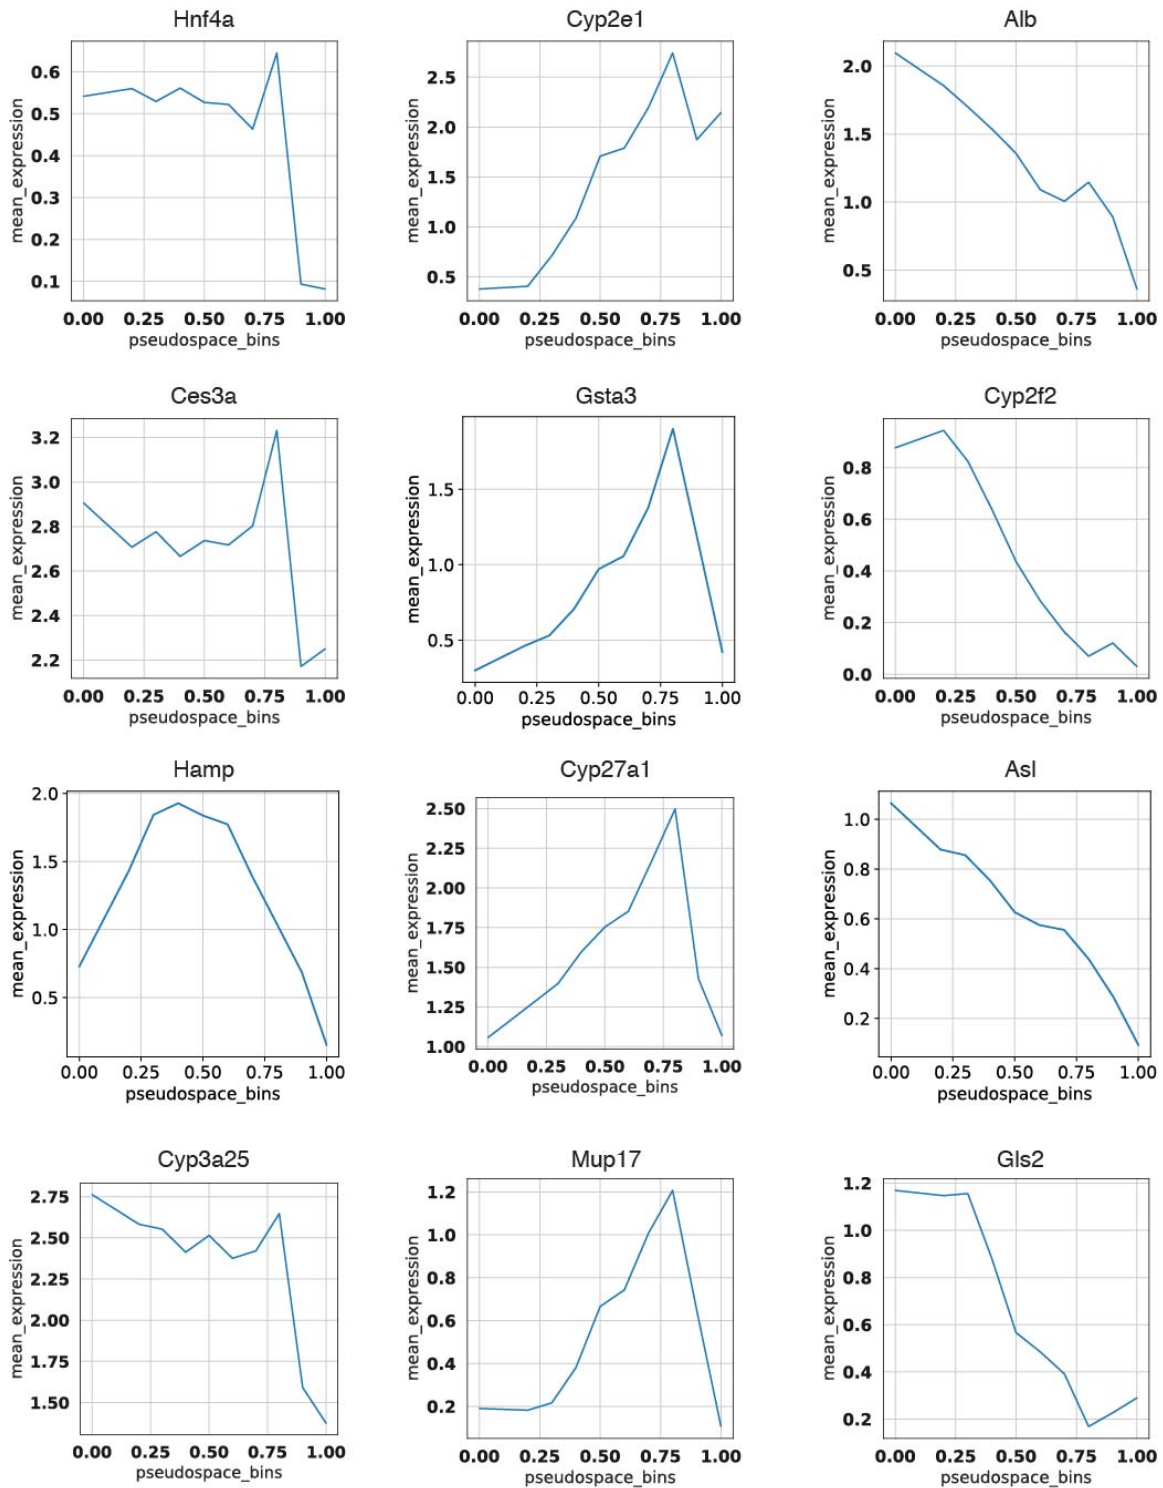 Hnf4a
Cyp2e1
Alb
mean_expression
0.6
0.5
0.4
0.3
0.2
0.1
0.00 0.25 0.50 0.75 1.00
pseudospace_bins
mean_expression
2.5
2.0
1.5
1.0
0.5
0.00 0.25 0.50 0.75 1.00
pseudospace_bins
mean_expression
2.0
1.5
1.0
0.5
0.00 0.25 0.50 0.75 1.00
pseudospace_bins
Ces3a
Gsta3
Cyp2f2
mean_expression
3.2
3.0
2.8
2.6
2.4
2.2
0.00 0.25 0.50 0.75 1.00
pseudospace_bins
mean_expression
1.5
1.0
0.5
0.00 0.25 0.50 0.75 1.00
pseudospace_bins
mean_expression
0.8
0.6
0.4
0.2
0.0
0.00 0.25 0.50 0.75 1.00
pseudospace_bins
Hamp
Cyp27a1
Asl
mean_expression
2.0
1.5
1.0
0.5
0.00 0.25 0.50 0.75 1.00
pseudospace_bins
mean_expression
2.50
2.25
2.00
1.75
1.50
1.25
1.00
0.00 0.25 0.50 0.75 1.00
pseudospace_bins
mean_expression
1.0
0.8
0.6
0.4
0.2
0.00 0.25 0.50 0.75 1.00
pseudospace_bins
Cyp3a25
Mup17
Gls2
mean_expression
2.75
2.50
2.25
2.00
1.75
1.50
0.00 0.25 0.50 0.75 1.00
pseudospace_bins
mean_expression
1.2
1.0
0.8
0.6
0.4
0.2
0.00 0.25 0.50 0.75 1.00
pseudospace_bins
mean_expression
1.2
1.0
0.8
0.6
0.4
0.2
0.00 0.25 0.50 0.75 1.00
pseudospace_bins